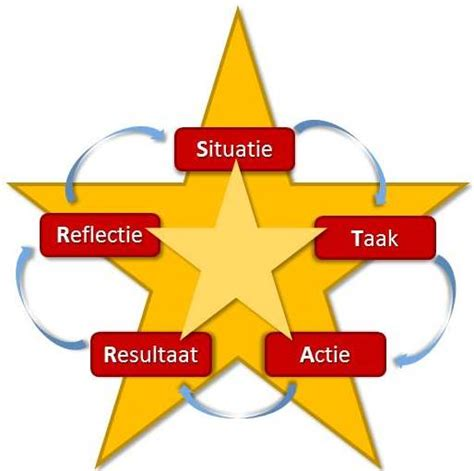 Situatie
Taak
Actie
Resultaat
Reflectie